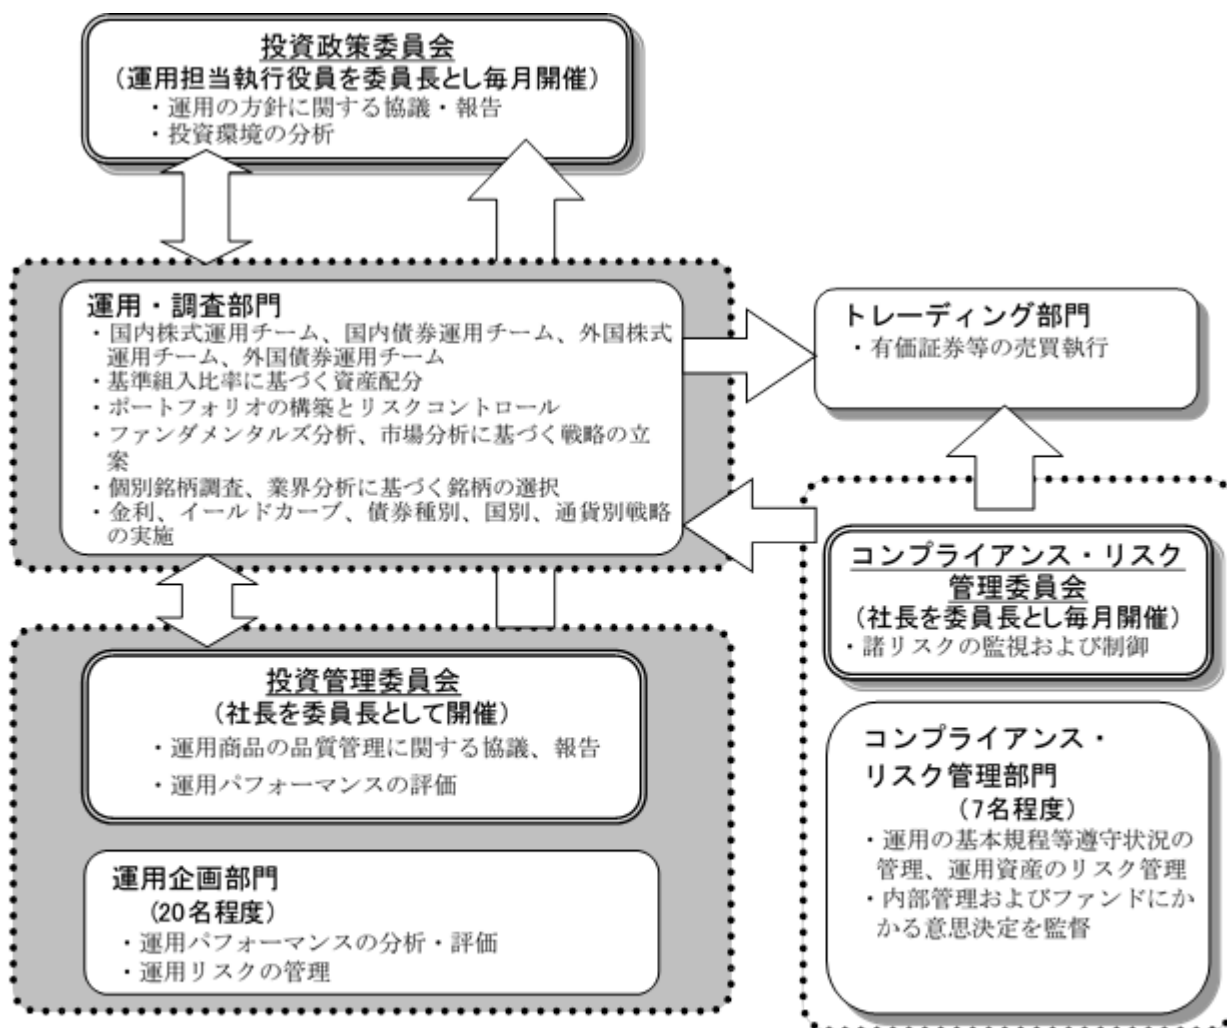 投資政策委員会
(運用担当執行役員を委員長とし毎月開催)
・運用の方針に関する協議・報告
・投資環境の分析
運用・調査部門
・国内株式運用チーム、国内債券運用チーム、外国株式
運用チーム、外国債券運用チーム
・基準組入比率に基づく資産配分
・ポートフォリオの構築とリスクコントロール
・ファンダメンタルズ分析、市場分析に基づく戦略の立
案
・個別銘柄調査、業界分析に基づく銘柄の選択
・金利、イールドカーブ、債券種別、国別、通貨別戦略
の実施
トレーディング部門
・有価証券等の売買執行
投資管理委員会
(社長を委員長として開催)
・運用商品の品質管理に関する協議、報告
・運用パフォーマンスの評価
運用企画部門
(20名程度)
・運用パフォーマンスの分析・評価
・運用リスクの管理
コンプライアンス・リスク
管理委員会
(社長を委員長とし毎月開催)
・諸リスクの監視および制御
コンプライアンス・
リスク管理部門
(7名程度)
・運用の基本規程等遵守状況の
管理、運用資産のリスク管理
・内部管理およびファンドにか
かる意思決定を監督